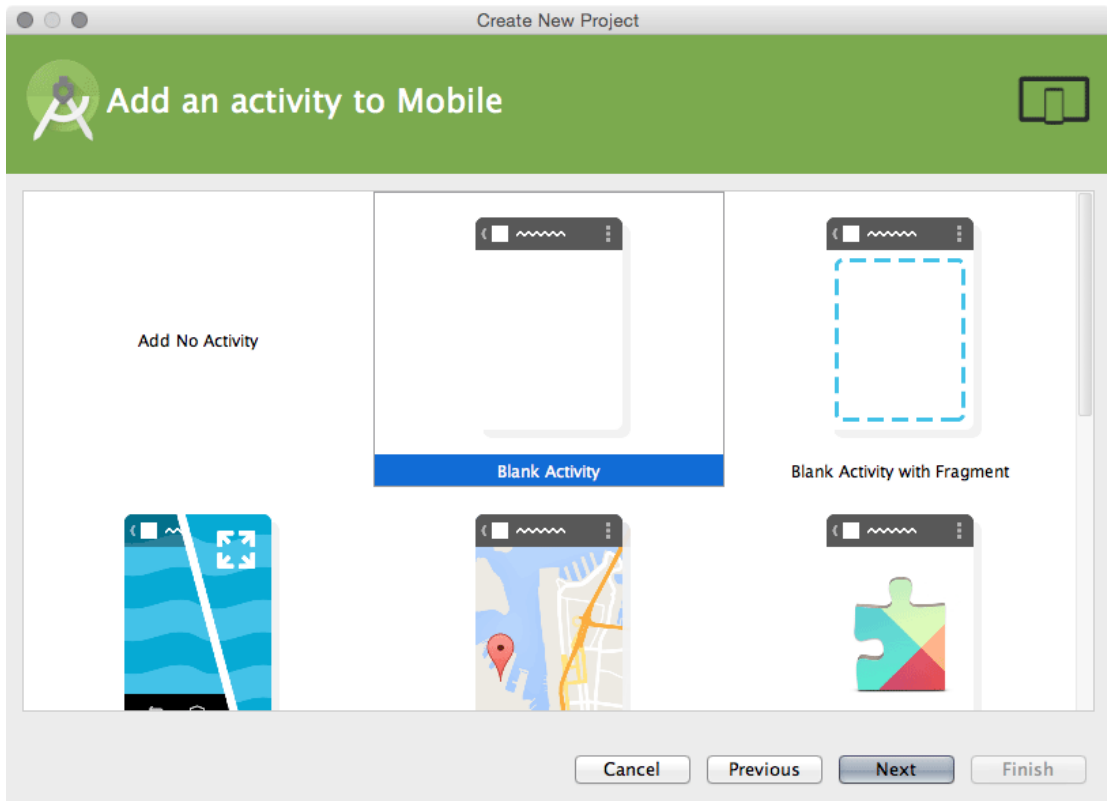 Create New Project
Add an activity to Mobile
Add No Activity
Blank Activity
Blank Activity with Fragment
Cancel
Previous
Next
Finish